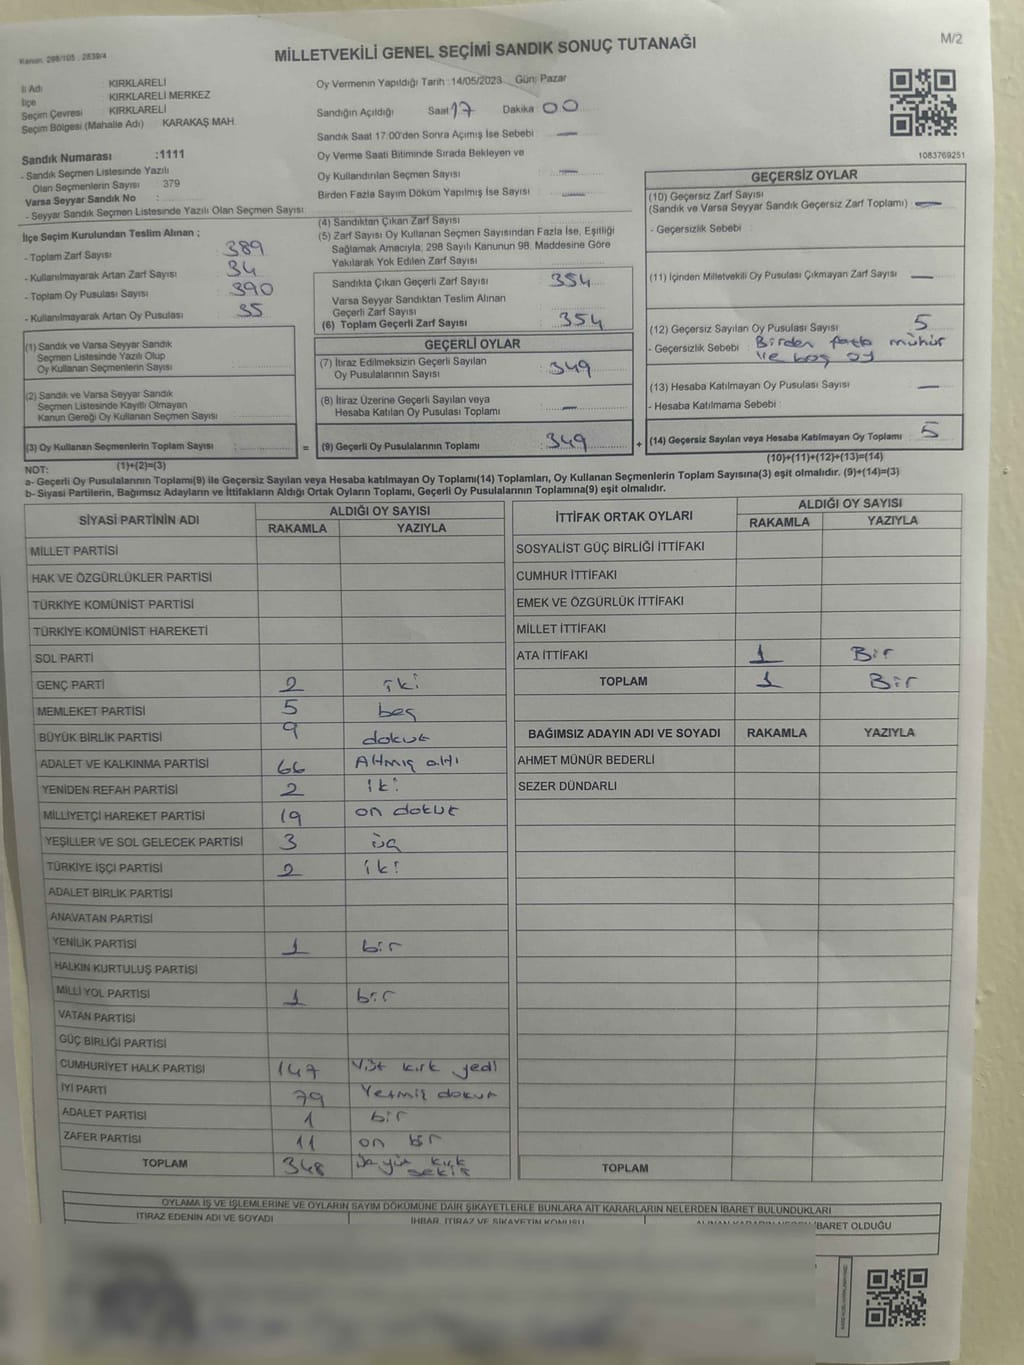 Kanun, 298/105 , 2839/4
MİLLETVEKİLİ GENEL SEÇİMİ SANDIK SONUÇ TUTANAĞI
M/2
İl Adı : KIRKLARELİ
İlçe : KIRKLARELİ MERKEZ
Seçim Çevresi : KIRKLARELİ
Seçim Bölgesi (Mahalle Adı) KARAKAŞ MAH.
Sandık Numarası :1111
- Sandık Seçmen Listesinde Yazılı
Olan Seçmenlerin Sayısı : 379
Varsa Seyyar Sandık No :
- Seyyar Sandık Seçmen Listesinde Yazılı Olan Seçmen Sayısı:
Oy Vermenin Yapıldığı Tarih :14/05/2023 Gün: Pazar
Sandığın Açıldığı Saat 17 Dakika 00
Sandık Saat 17:00'den Sonra Açımış İse Sebebi —
Oy Verme Saati Bitiminde Sırada Bekleyen ve
Oy Kullandırılan Seçmen Sayısı —
Birden Fazla Sayım Döküm Yapılmış İse Sayısı —
1083769251
İlçe Seçim Kurulundan Teslim Alınan ;
- Toplam Zarf Sayısı 389
- Kullanılmayarak Artan Zarf Sayısı 34
- Toplam Oy Pusulası Sayısı 390
- Kullanılmayarak Artan Oy Pusulası 35
(4) Sandıktan Çıkan Zarf Sayısı
(5) Zarf Sayısı Oy Kullanan Seçmen Sayısından Fazla İse, Eşitliği
Sağlamak Amacıyla, 298 Sayılı Kanunun 98. Maddesine Göre
Yakılarak Yok Edilen Zarf Sayısı
Sandıkta Çıkan Geçerli Zarf Sayısı 354
Varsa Seyyar Sandıktan Teslim Alınan
Geçerli Zarf Sayısı
(6) Toplam Geçerli Zarf Sayısı 354
GEÇERSİZ OYLAR
(10) Geçersiz Zarf Sayısı
(Sandık ve Varsa Seyyar Sandık Geçersiz Zarf Toplamı) —
- Geçersizlik Sebebi :
(11) İçinden Milletvekili Oy Pusulası Çıkmayan Zarf Sayısı —
(12) Geçersiz Sayılan Oy Pusulası Sayısı 5
- Geçersizlik Sebebi : Birden fazla mühür
ve boş oy
(13) Hesaba Katılmayan Oy Pusulası Sayısı —
- Hesaba Katılmama Sebebi :
(14) Geçersiz Sayılan veya Hesaba Katılmayan Oy Toplamı 5
(10)+(11)+(12)+(13)=(14)
(1) Sandık ve Varsa Seyyar Sandık
Seçmen Listesinde Yazılı Olup
Oy Kullanan Seçmenlerin Sayısı :
(2) Sandık ve Varsa Seyyar Sandık
Seçmen Listesinde Kayıtlı Olmayan
Kanun Gereği Oy Kullanan Seçmen Sayısı :
(3) Oy Kullanan Seçmenlerin Toplam Sayısı :
=
GEÇERLİ OYLAR
(7) İtiraz Edilmeksizin Geçerli Sayılan
Oy Pusulalarının Sayısı : 349
(8) İtiraz Üzerine Geçerli Sayılan veya
Hesaba Katılan Oy Pusulası Toplamı : —
(9) Geçerli Oy Pusulalarının Toplamı : 349
+
NOT: (1)+(2)=(3)
a- Geçerli Oy Pusulalarının Toplamı(9) ile Geçersiz Sayılan veya Hesaba katılmayan Oy Toplamı(14) Toplamları, Oy Kullanan Seçmenlerin Toplam Sayısına(3) eşit olmalıdır. (9)+(14)=(3)
b- Siyasi Partilerin, Bağımsız Adayların ve İttifakların Aldığı Ortak Oyların Toplamı, Geçerli Oy Pusulalarının Toplamına(9) eşit olmalıdır.
SİYASİ PARTİNİN ADI ALDIĞI OY SAYISI
RAKAMLA YAZIYLA
MİLLET PARTİSİ
HAK VE ÖZGÜRLÜKLER PARTİSİ
TÜRKİYE KOMÜNİST PARTİSİ
TÜRKİYE KOMÜNİST HAREKETİ
SOL PARTİ
GENÇ PARTİ 2 iki
MEMLEKET PARTİSİ 5 beş
BÜYÜK BİRLİK PARTİSİ 9 dokuz
ADALET VE KALKINMA PARTİSİ 66 Altmış altı
YENİDEN REFAH PARTİSİ 2 iki
MİLLİYETÇİ HAREKET PARTİSİ 19 on dokuz
YEŞİLLER VE SOL GELECEK PARTİSİ 3 üç
TÜRKİYE İŞÇİ PARTİSİ 2 iki
ADALET BİRLİK PARTİSİ
ANAVATAN PARTİSİ
YENİLİK PARTİSİ 1 bir
HALKIN KURTULUŞ PARTİSİ
MİLLİ YOL PARTİSİ 1 bir
VATAN PARTİSİ
GÜÇ BİRLİĞİ PARTİSİ
CUMHURİYET HALK PARTİSİ 147 yüz kırk yedi
İYİ PARTİ 79 Yetmiş dokuz
ADALET PARTİSİ 1 bir
ZAFER PARTİSİ 11 on bir
TOPLAM 348 kırk
sekiz
İTTİFAK ORTAK OYLARI ALDIĞI OY SAYISI
RAKAMLA YAZIYLA
SOSYALİST GÜÇ BİRLİĞİ İTTİFAKI
CUMHUR İTTİFAKI
EMEK VE ÖZGÜRLÜK İTTİFAKI
MİLLET İTTİFAKI
ATA İTTİFAKI 1 Bir
TOPLAM 1 Bir
BAĞIMSIZ ADAYIN ADI VE SOYADI RAKAMLA YAZIYLA
AHMET MÜNÜR BEDERLİ
SEZER DÜNDARLI
TOPLAM
OYLAMA İŞ VE İŞLEMLERİNE VE OYLARIN SAYIM DÖKÜMÜNE DAİR ŞİKAYETLERLE BUNLARA AİT KARARLARIN NELERDEN İBARET BULUNDUKLARI
İTİRAZ EDENİN ADI VE SOYADI İHBAR, İTİRAZ VE ŞİKAYETİN KONUSU İBARET OLDUĞU